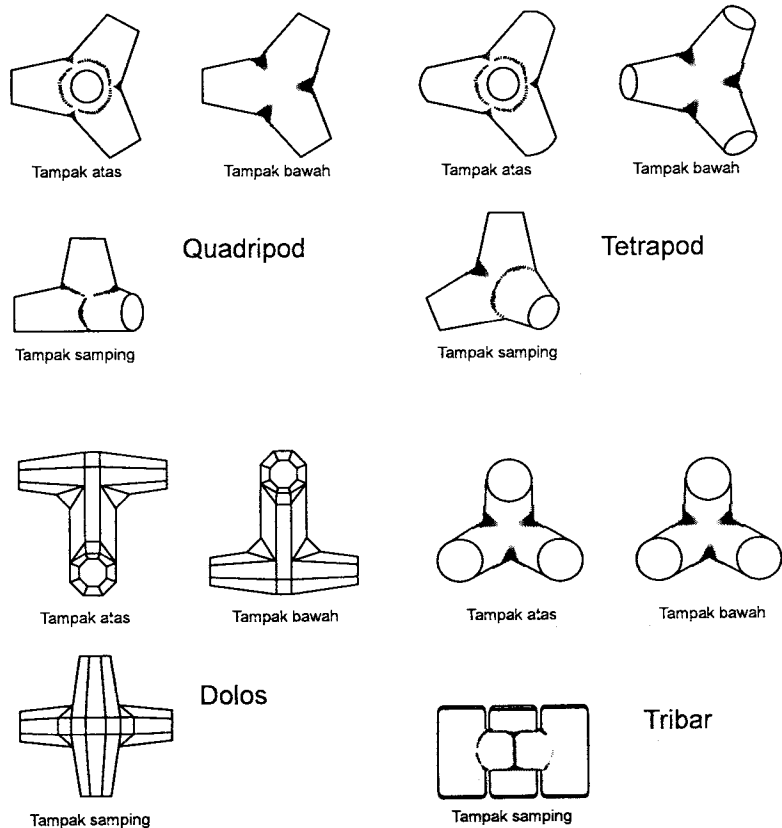 Tampak atas
Tampak bawah
Tampak atas
Tampak bawah
Quadripod
Tetrapod
Tampak samping
Tampak samping
Tampak atas
Tampak bawah
Tampak atas
Tampak bawah
Dolos
Tribar
Tampak samping
Tampak samping